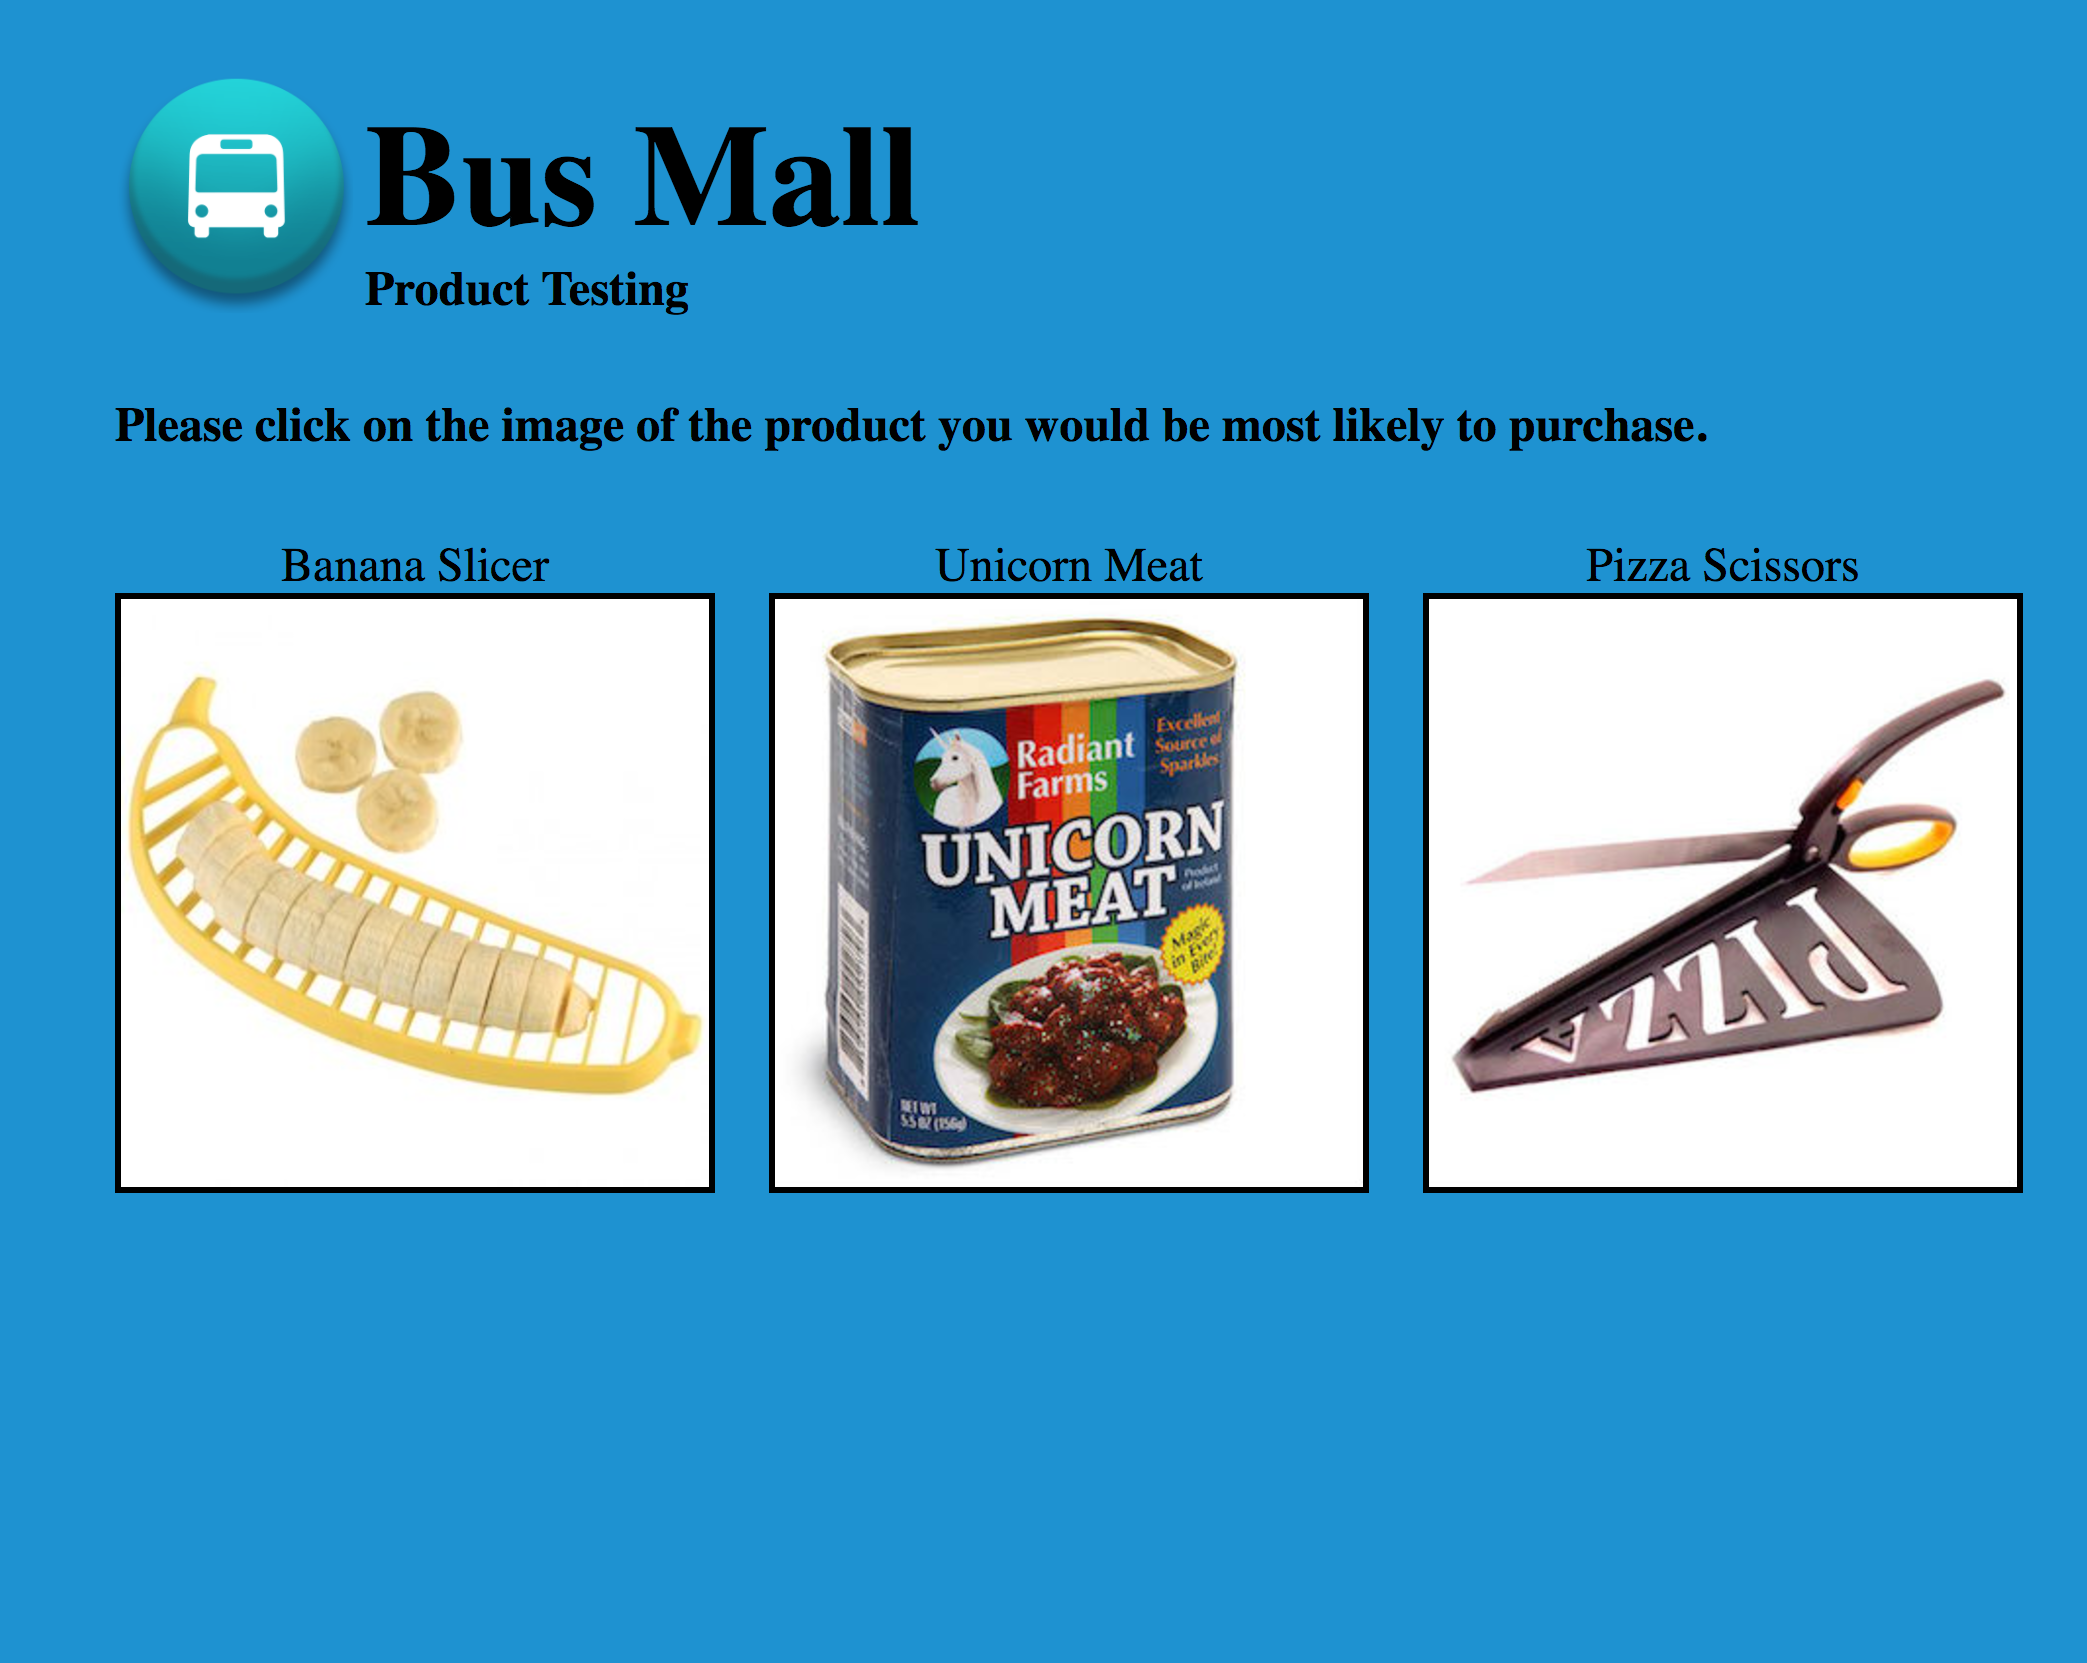 Bus Mall
Product Testing
Please click on the image of the product you would be most likely to purchase.
Banana Slicer
Unicorn Meat
Pizza Scissors
Radiant
Farms
Excellent
Source of
Sparkles
UNICORN
MEAT
Product
of Ireland
Magic
in Every
Bite!
NET WT
5.5 OZ (156g)
PIZZA